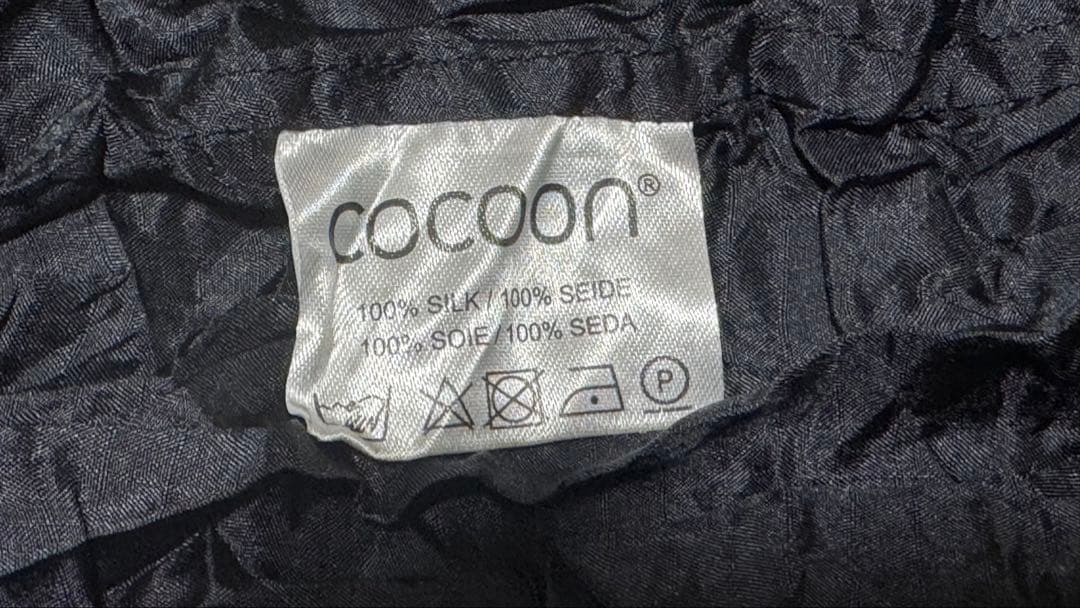 cocoon®
100% SILK / 100% SEIDE
100% SOIE / 100% SEDA
P